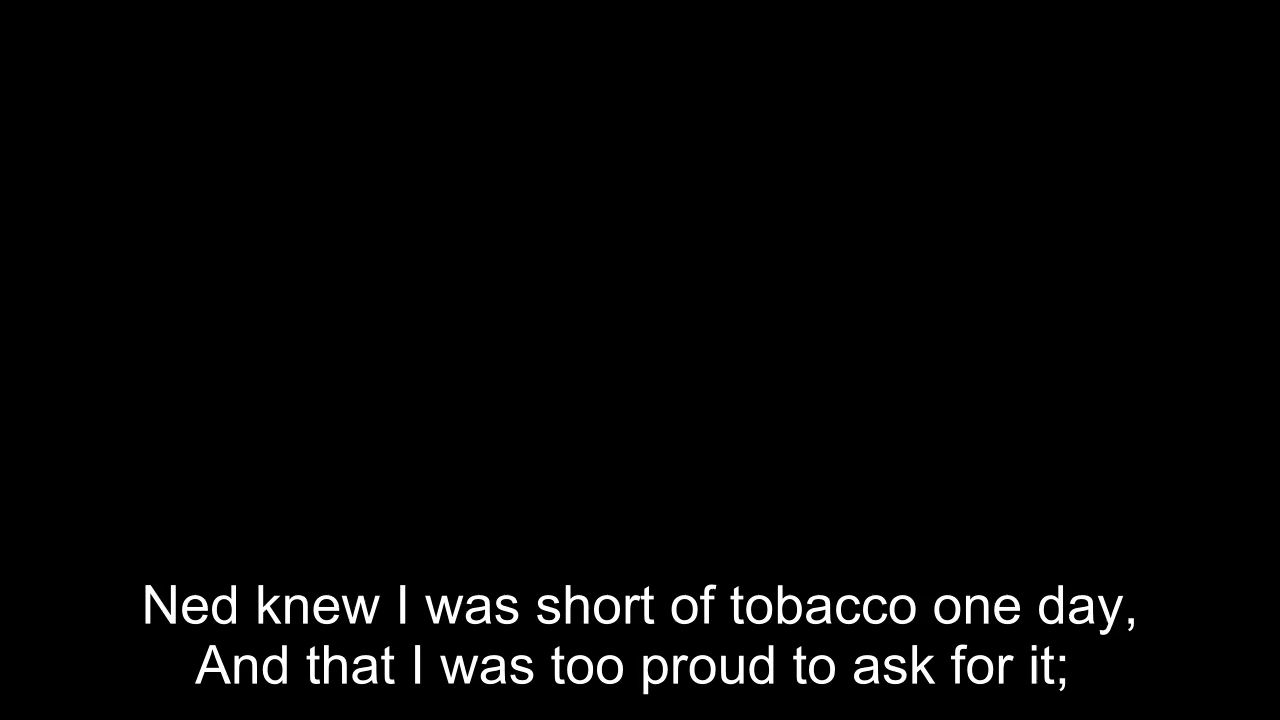 Ned knew I was short of tobacco one day,
And that I was too proud to ask for it;